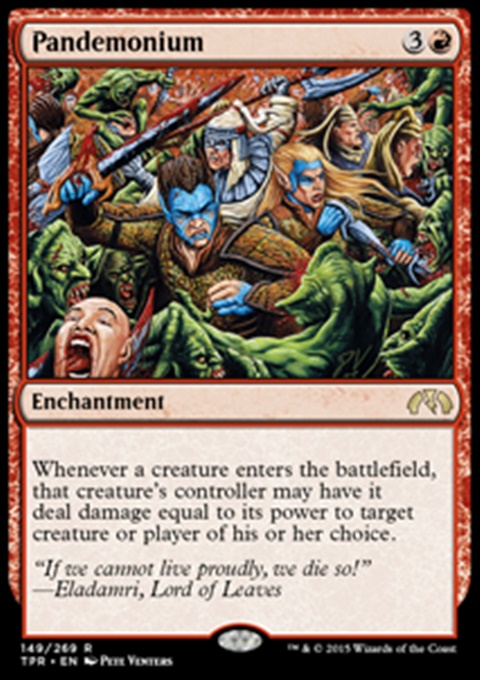 Pandemonium 3
Enchantment
Whenever a creature enters the battlefield,
that creature's controller may have it
deal damage equal to its power to target
creature or player of his or her choice.
"If we cannot live proudly, we die so!"
—Eladamri, Lord of Leaves
149/269 R
TPR • EN Pete Venters
™ & © 2015 Wizards of the Coast